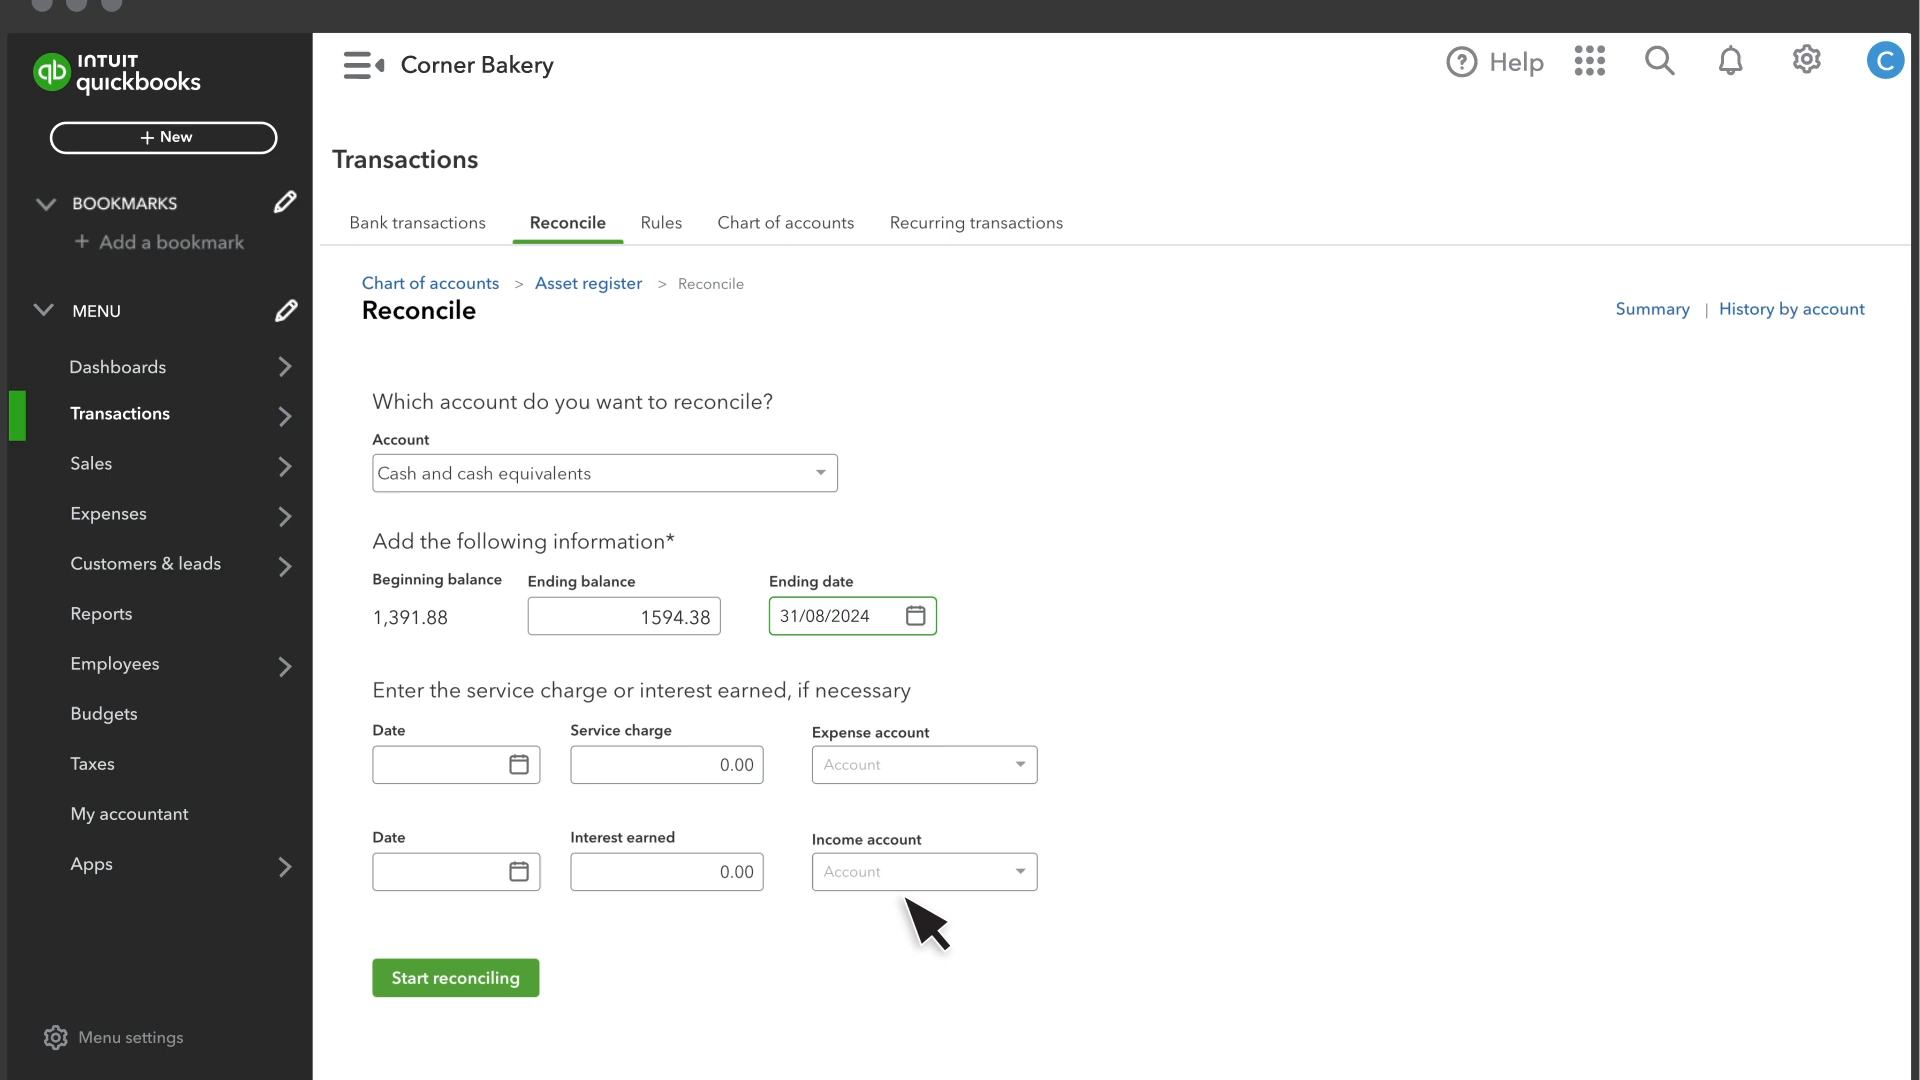 INTUIT
quickbooks
+ New
BOOKMARKS
+ Add a bookmark
MENU
Dashboards
Transactions
Sales
Expenses
Customers & leads
Reports
Employees
Budgets
Taxes
My accountant
Apps
Menu settings
Corner Bakery
? Help
C
Transactions
Bank transactions Reconcile Rules Chart of accounts Recurring transactions
Chart of accounts > Asset register > Reconcile
Reconcile
Summary | History by account
Which account do you want to reconcile?
Account
Cash and cash equivalents
Add the following information*
Beginning balance Ending balance Ending date
1,391.88 1594.38 31/08/2024
Enter the service charge or interest earned, if necessary
Date Service charge Expense account
0.00 Account
Date Interest earned Income account
0.00 Account
Start reconciling